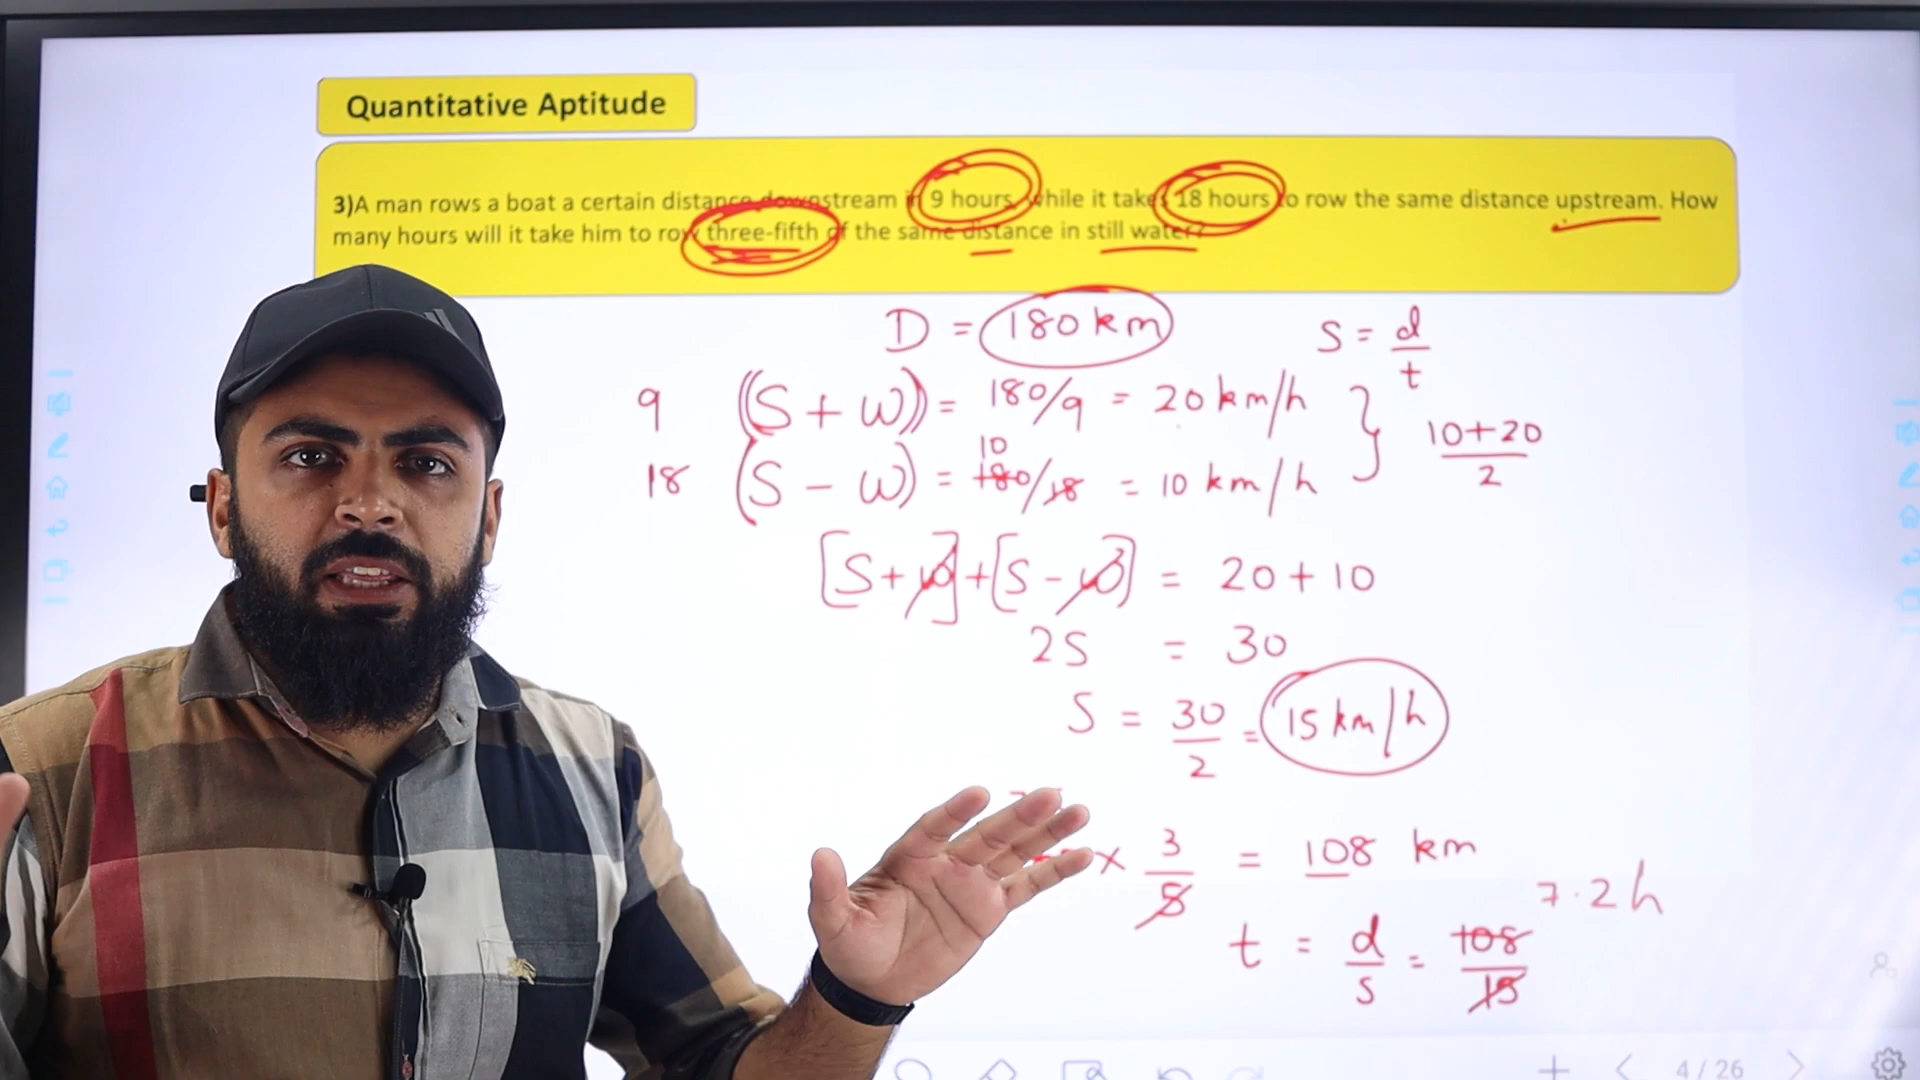 Quantitative Aptitude
3)A man rows a boat a certain distance downstream in 9 hours, while it takes 18 hours to row the same distance upstream. How
many hours will it take him to row three-fifth of the same distance in still water?
D = 180 km
S = d/t
9 (S + W) = 180/9 = 20 km/h
10
18 (S - W) = 180/18 = 10 km/h
10+20/2
[S+W]+[S-W] = 20+10
2S = 30
S = 30/2 = 15 km/h
× 3/5 = 108 km
7.2 h
t = d/s = 108/15
4 / 26